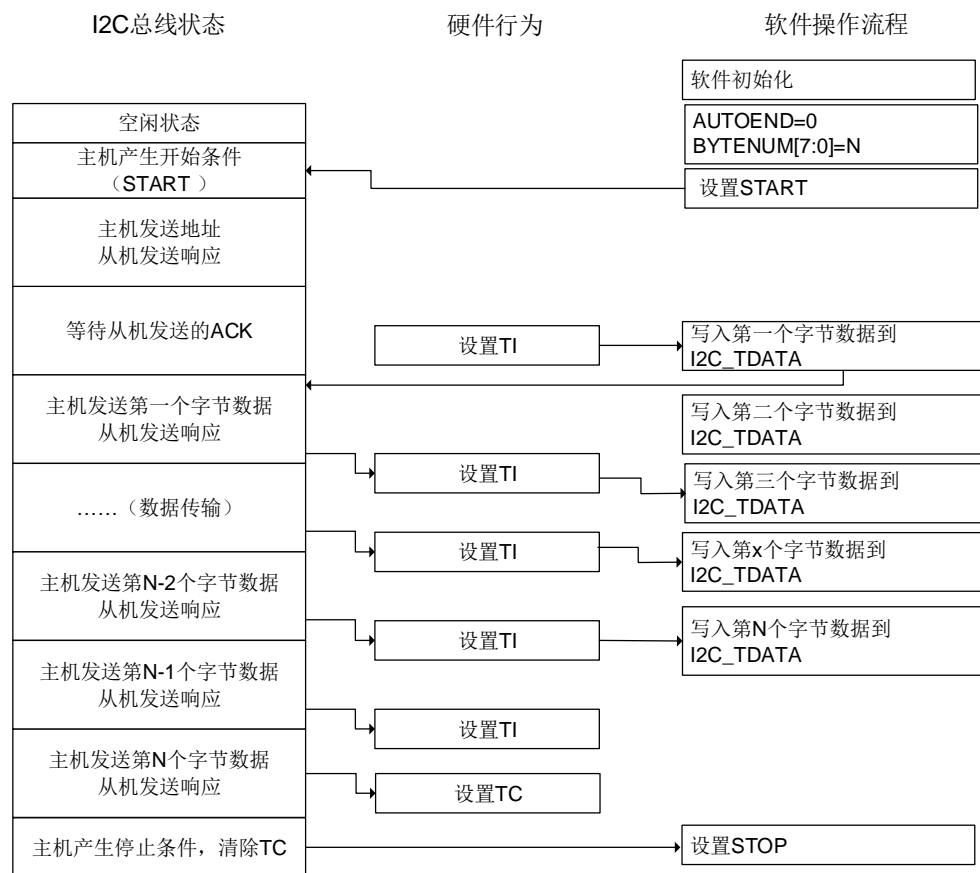 I2C总线状态
硬件行为
软件操作流程
软件初始化
空闲状态
AUTOEND=0
BYTENUM[7:0]=N
主机产生开始条件
（START ）
设置START
主机发送地址
从机发送响应
等待从机发送的ACK
设置TI
写入第一个字节数据到
I2C_TDATA
主机发送第一个字节数据
从机发送响应
写入第二个字节数据到
I2C_TDATA
设置TI
写入第三个字节数据到
I2C_TDATA
……（数据传输）
设置TI
写入第x个字节数据到
I2C_TDATA
主机发送第N-2个字节数据
从机发送响应
设置TI
写入第N个字节数据到
I2C_TDATA
主机发送第N-1个字节数据
从机发送响应
设置TI
主机发送第N个字节数据
从机发送响应
设置TC
主机产生停止条件，清除TC
设置STOP